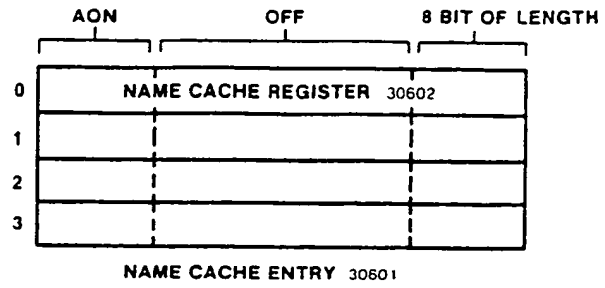 AON OFF 8 BIT OF LENGTH
0 NAME CACHE REGISTER 30602
1
2
3
NAME CACHE ENTRY 30601